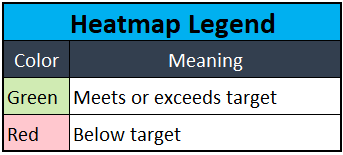 Heatmap Legend
Color Meaning
Green Meets or exceeds target
Red Below target